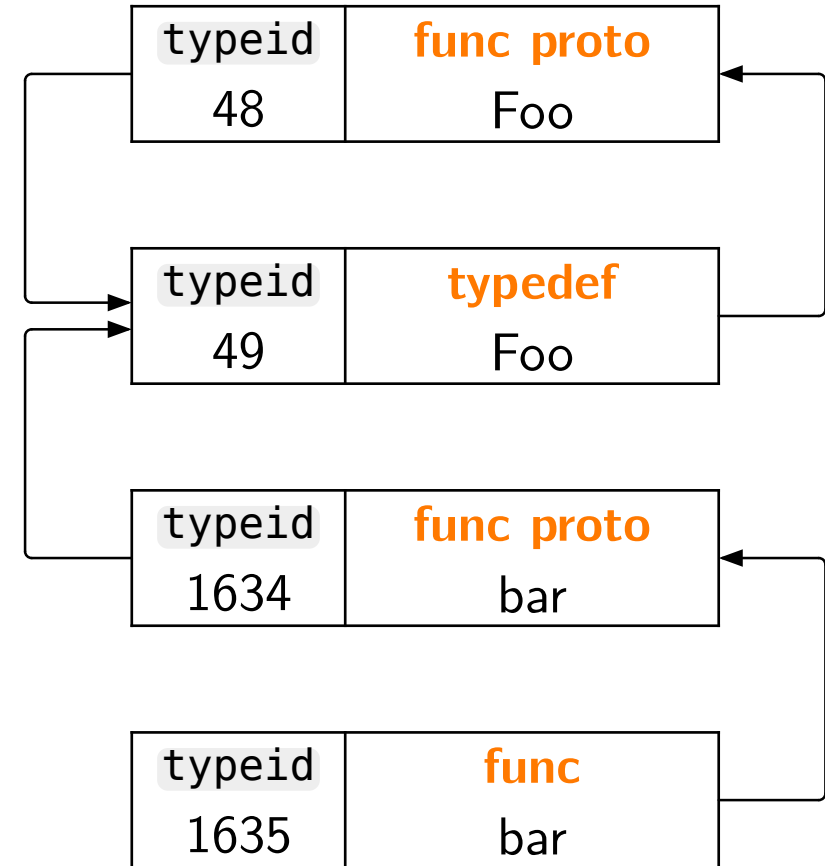 typeid func proto
48 Foo
typeid typedef
49 Foo
typeid func proto
1634 bar
typeid func
1635 bar